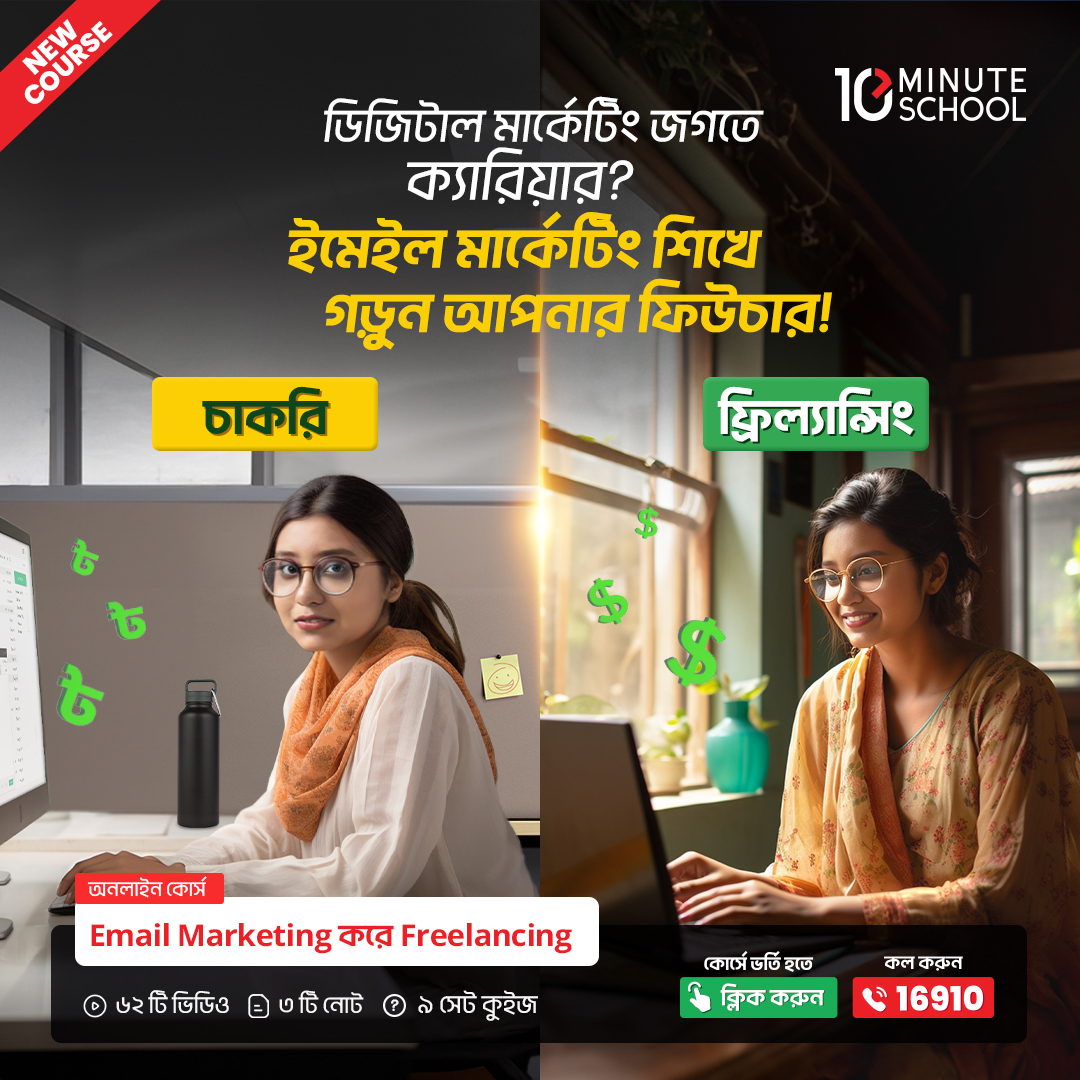 NEW
COURSE
10 MINUTE
SCHOOL
ডিজিটাল মার্কেটিং জগতে
ক্যারিয়ার?
ইমেইল মার্কেটিং শিখে
গড়ুন আপনার ফিউচার!
চাকরি
ফ্রিল্যান্সিং
৳
৳
৳
$
$
$
অনলাইন কোর্স
Email Marketing করে Freelancing
৬২ টি ভিডিও
৩ টি নোট
৯ সেট কুইজ
কোর্সে ভর্তি হতে
ক্লিক করুন
কল করুন
16910